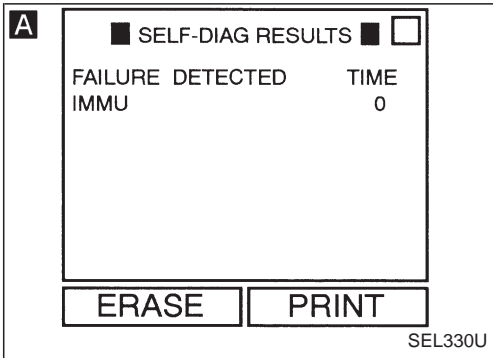 A
■ SELF-DIAG RESULTS ■ □
FAILURE DETECTED TIME
IMMU 0
ERASE PRINT
SEL330U